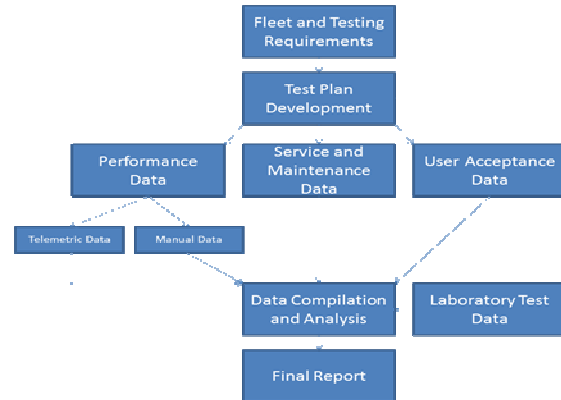 Fleet and Testing
Requirements
Test Plan
Development
Performance
Data
Service and
Maintenance
Data
User Acceptance
Data
Telemetric Data
Manual Data
Data Compilation
and Analysis
Laboratory Test
Data
Final Report